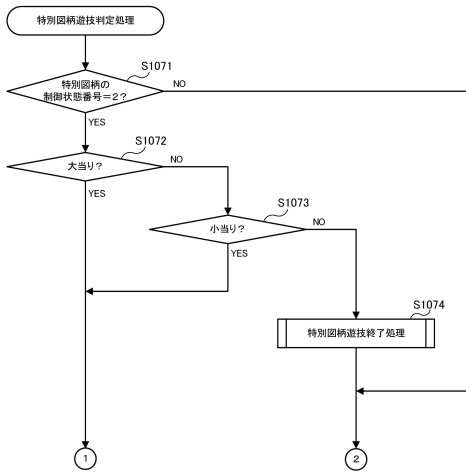 特別図柄遊技判定処理
S1071
特別図柄の
制御状態番号=2?
NO
YES
S1072
大当り?
NO
YES
S1073
小当り?
NO
YES
S1074
特別図柄遊技終了処理
1
2